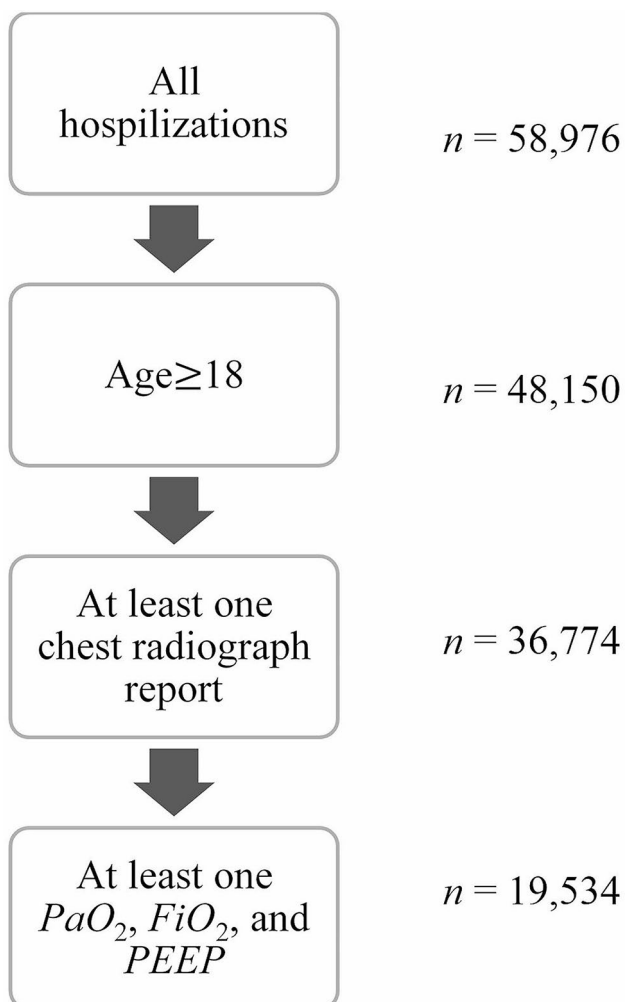 All
hospilizations
n = 58,976
Age≥18
n = 48,150
At least one
chest radiograph
report
n = 36,774
At least one
PaO₂, FiO₂, and
PEEP
n = 19,534